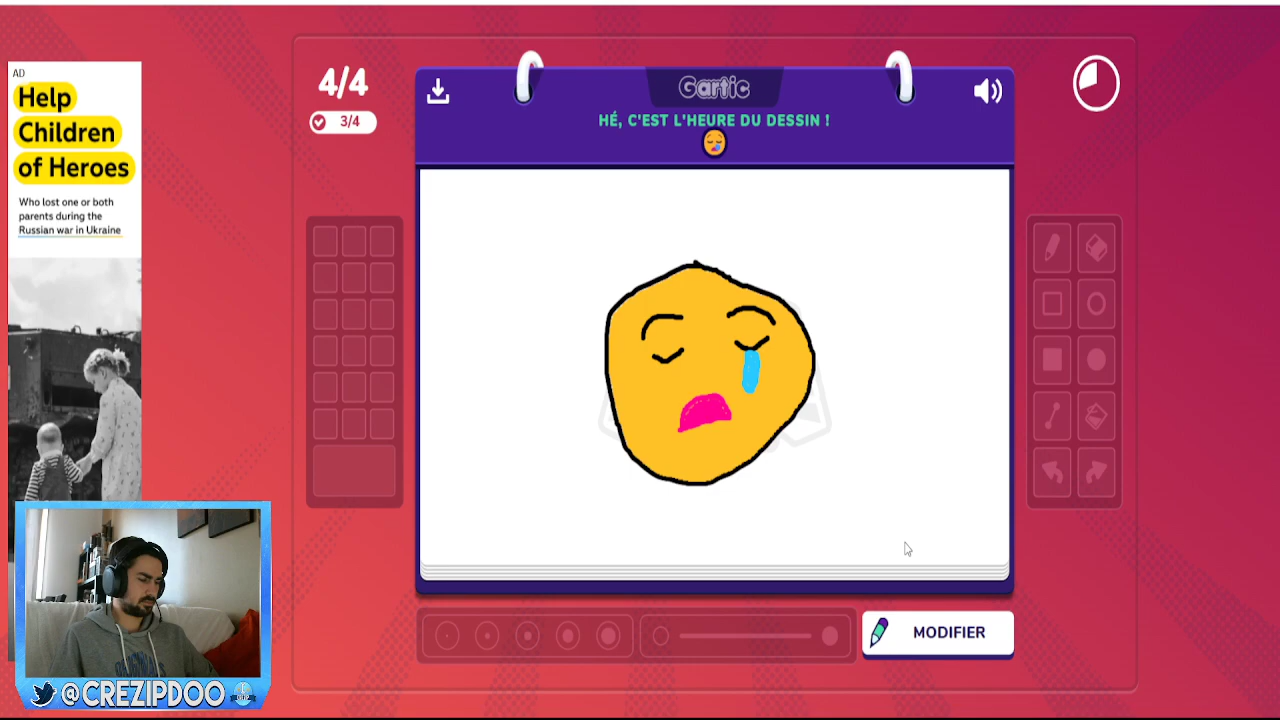 AD
Help
Children
of Heroes
Who lost one or both
parents during the
Russian war in Ukraine
4/4
3/4
Gartic
HÉ, C'EST L'HEURE DU DESSIN !
MODIFIER
@CREZIPDOO